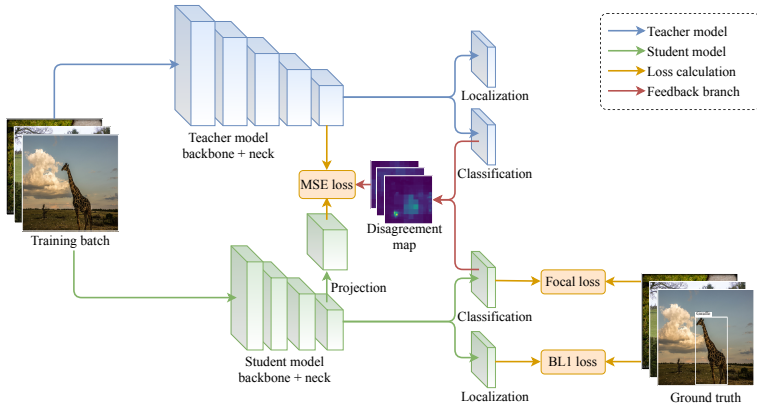 Teacher model
Student model
Loss calculation
Feedback branch
Localization
Teacher model
backbone + neck
Classification
MSE loss
Disagreement
map
Training batch
Projection
Focal loss
Classification
Student model
backbone + neck
BL1 loss
Localization
Ground truth